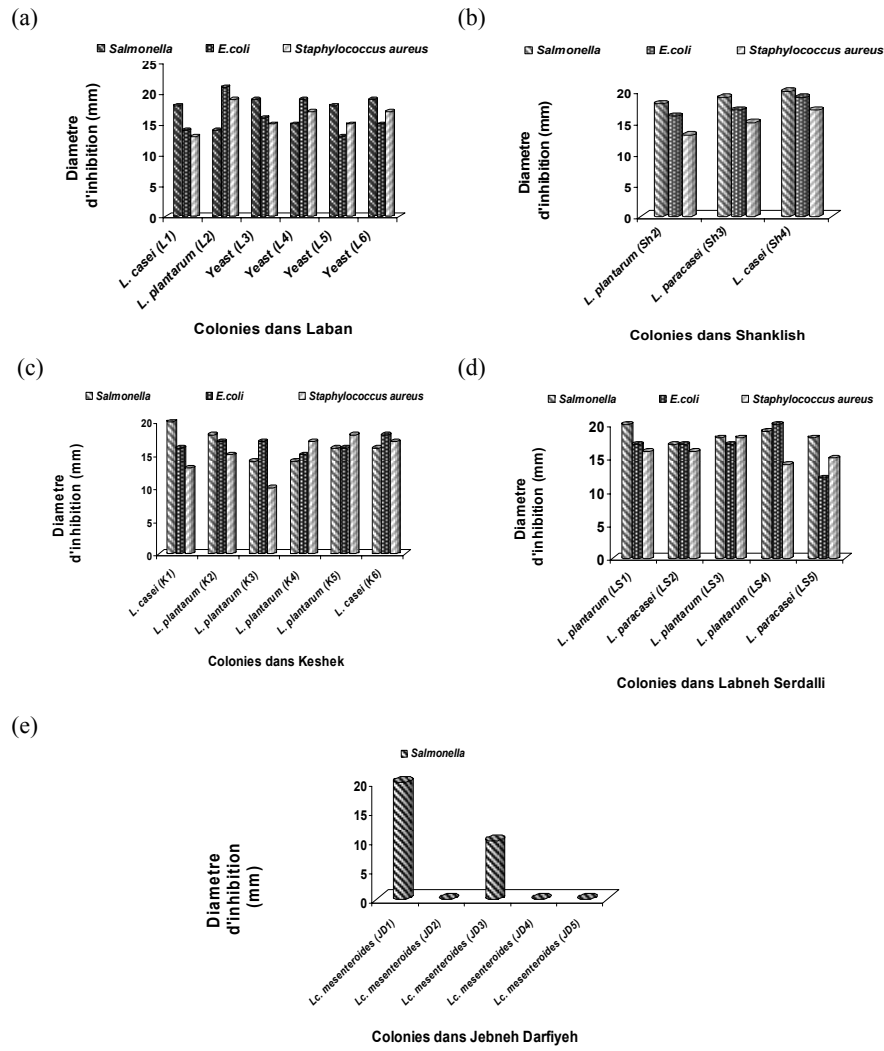 (a)
Salmonella E.coli Staphylococcus aureus
Diametre
d'inhibition (mm)
25
20
15
10
5
0
L. casei (L1)
L. plantarum (L2)
Yeast (L3)
Yeast (L4)
Yeast (L5)
Yeast (L6)
Colonies dans Laban
(b)
Salmonella E.coli Staphylococcus aureus
Diametre
d'inhibition (mm)
20
15
10
5
0
L. plantarum (Sh2)
L. paracasei (Sh3)
L. casei (Sh4)
Colonies dans Shanklish
(c)
Salmonella E.coli Staphylococcus aureus
Diametre
d'inhibition (mm)
20
15
10
5
0
L. casei (K1)
L. plantarum (K2)
L. plantarum (K3)
L. plantarum (K4)
L. plantarum (K5)
L. casei (K6)
Colonies dans Keshek
(d)
Salmonella E.coli Staphylococcus aureus
Diametre
d'inhibition (mm)
20
15
10
5
0
L. plantarum (LS1)
L. paracasei (LS2)
L. plantarum (LS3)
L. plantarum (LS4)
L. paracasei (LS5)
Colonies dans Labneh Serdalli
(e)
Salmonella
Diametre
d'inhibition
(mm)
20
15
10
5
0
Lc. mesenteroides (JD1)
Lc. mesenteroides (JD2)
Lc. mesenteroides (JD3)
Lc. mesenteroides (JD4)
Lc. mesenteroides (JD5)
Colonies dans Jebneh Darfiyeh